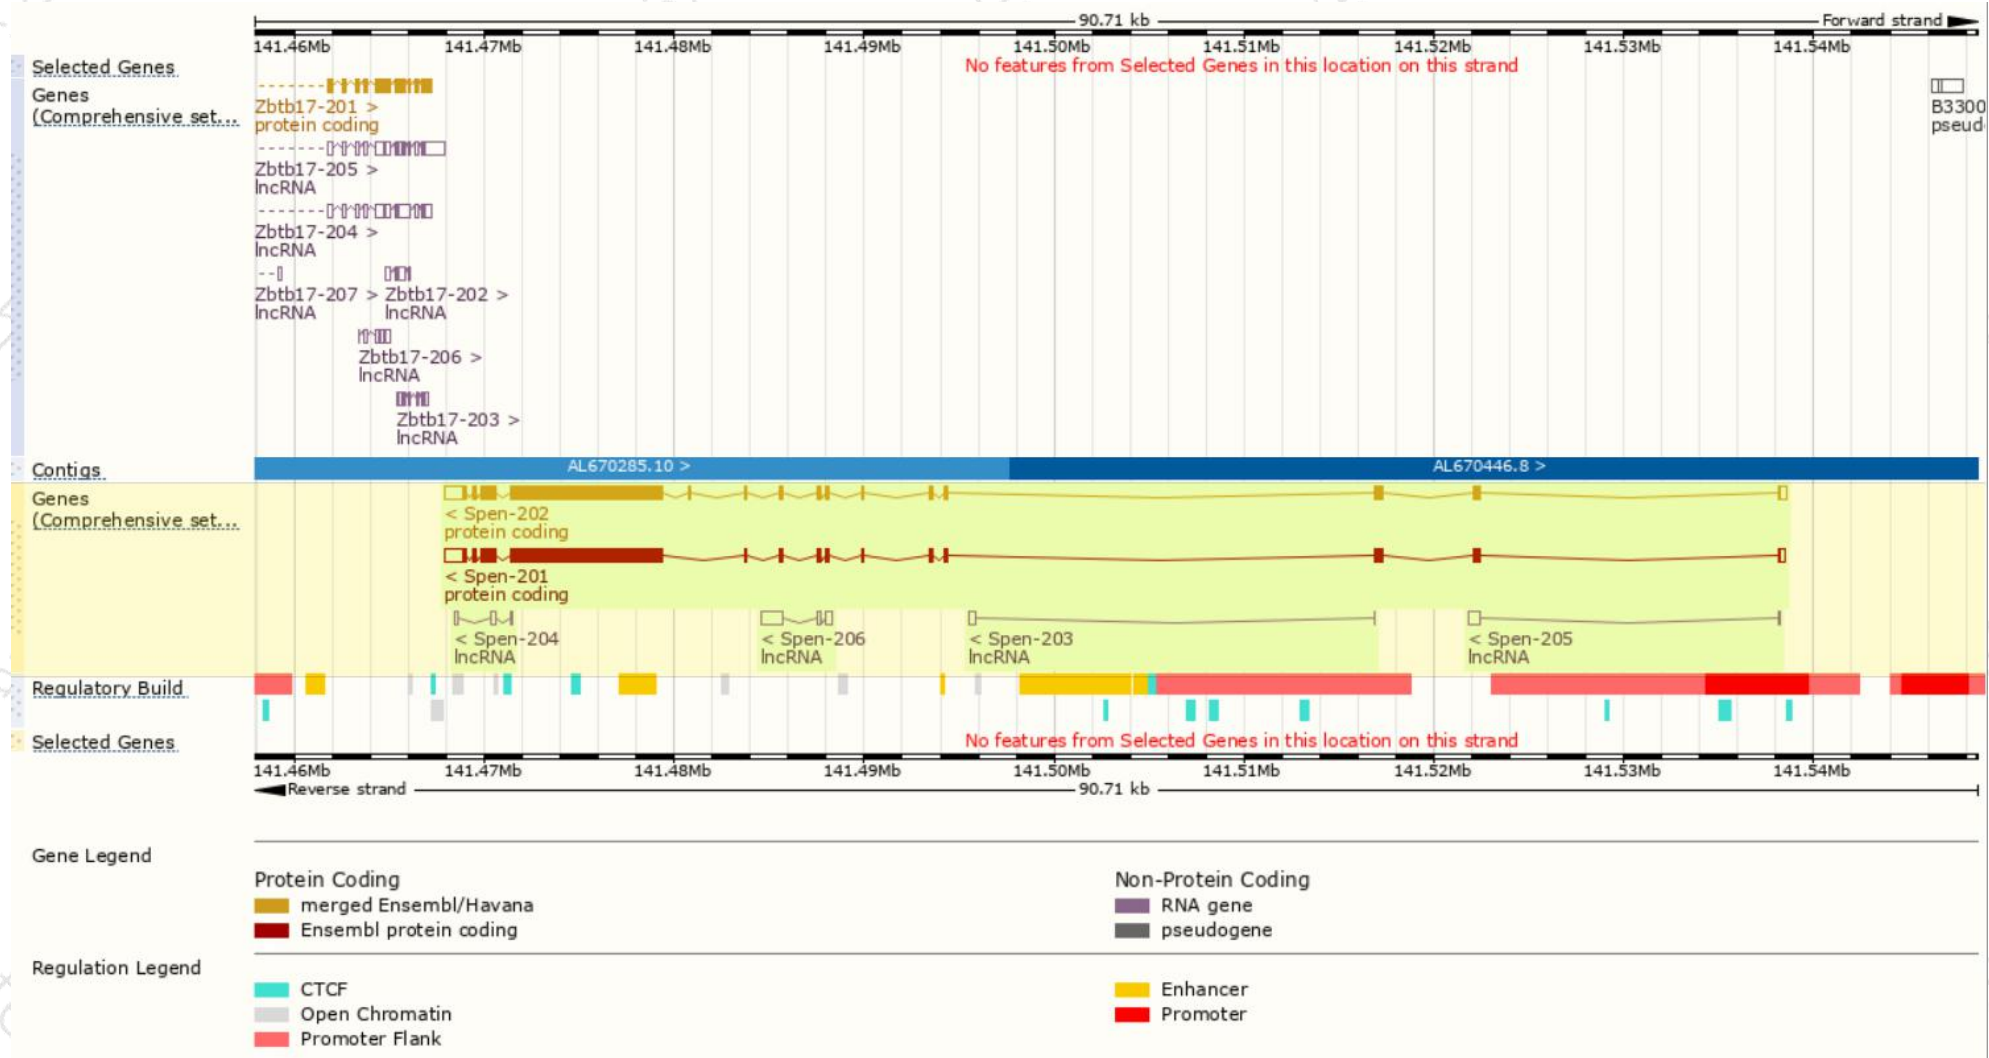 90.71 kb Forward strand
141.46Mb 141.47Mb 141.48Mb 141.49Mb 141.50Mb 141.51Mb 141.52Mb 141.53Mb 141.54Mb
Selected Genes No features from Selected Genes in this location on this strand
Genes
(Comprehensive set...
Zbtb17-201 >
protein coding
B3300
pseud
Zbtb17-205 >
lncRNA
Zbtb17-204 >
lncRNA
Zbtb17-207 > Zbtb17-202 >
lncRNA lncRNA
Zbtb17-206 >
lncRNA
Zbtb17-203 >
lncRNA
Contigs AL670285.10 > AL670446.8 >
Genes
(Comprehensive set...
< Spen-202
protein coding
< Spen-201
protein coding
< Spen-204 < Spen-206 < Spen-203 < Spen-205
lncRNA lncRNA lncRNA lncRNA
Regulatory Build
Selected Genes No features from Selected Genes in this location on this strand
141.46Mb 141.47Mb 141.48Mb 141.49Mb 141.50Mb 141.51Mb 141.52Mb 141.53Mb 141.54Mb
Reverse strand 90.71 kb
Gene Legend
Protein Coding Non-Protein Coding
merged Ensembl/Havana RNA gene
Ensembl protein coding pseudogene
Regulation Legend
CTCF Enhancer
Open Chromatin Promoter
Promoter Flank